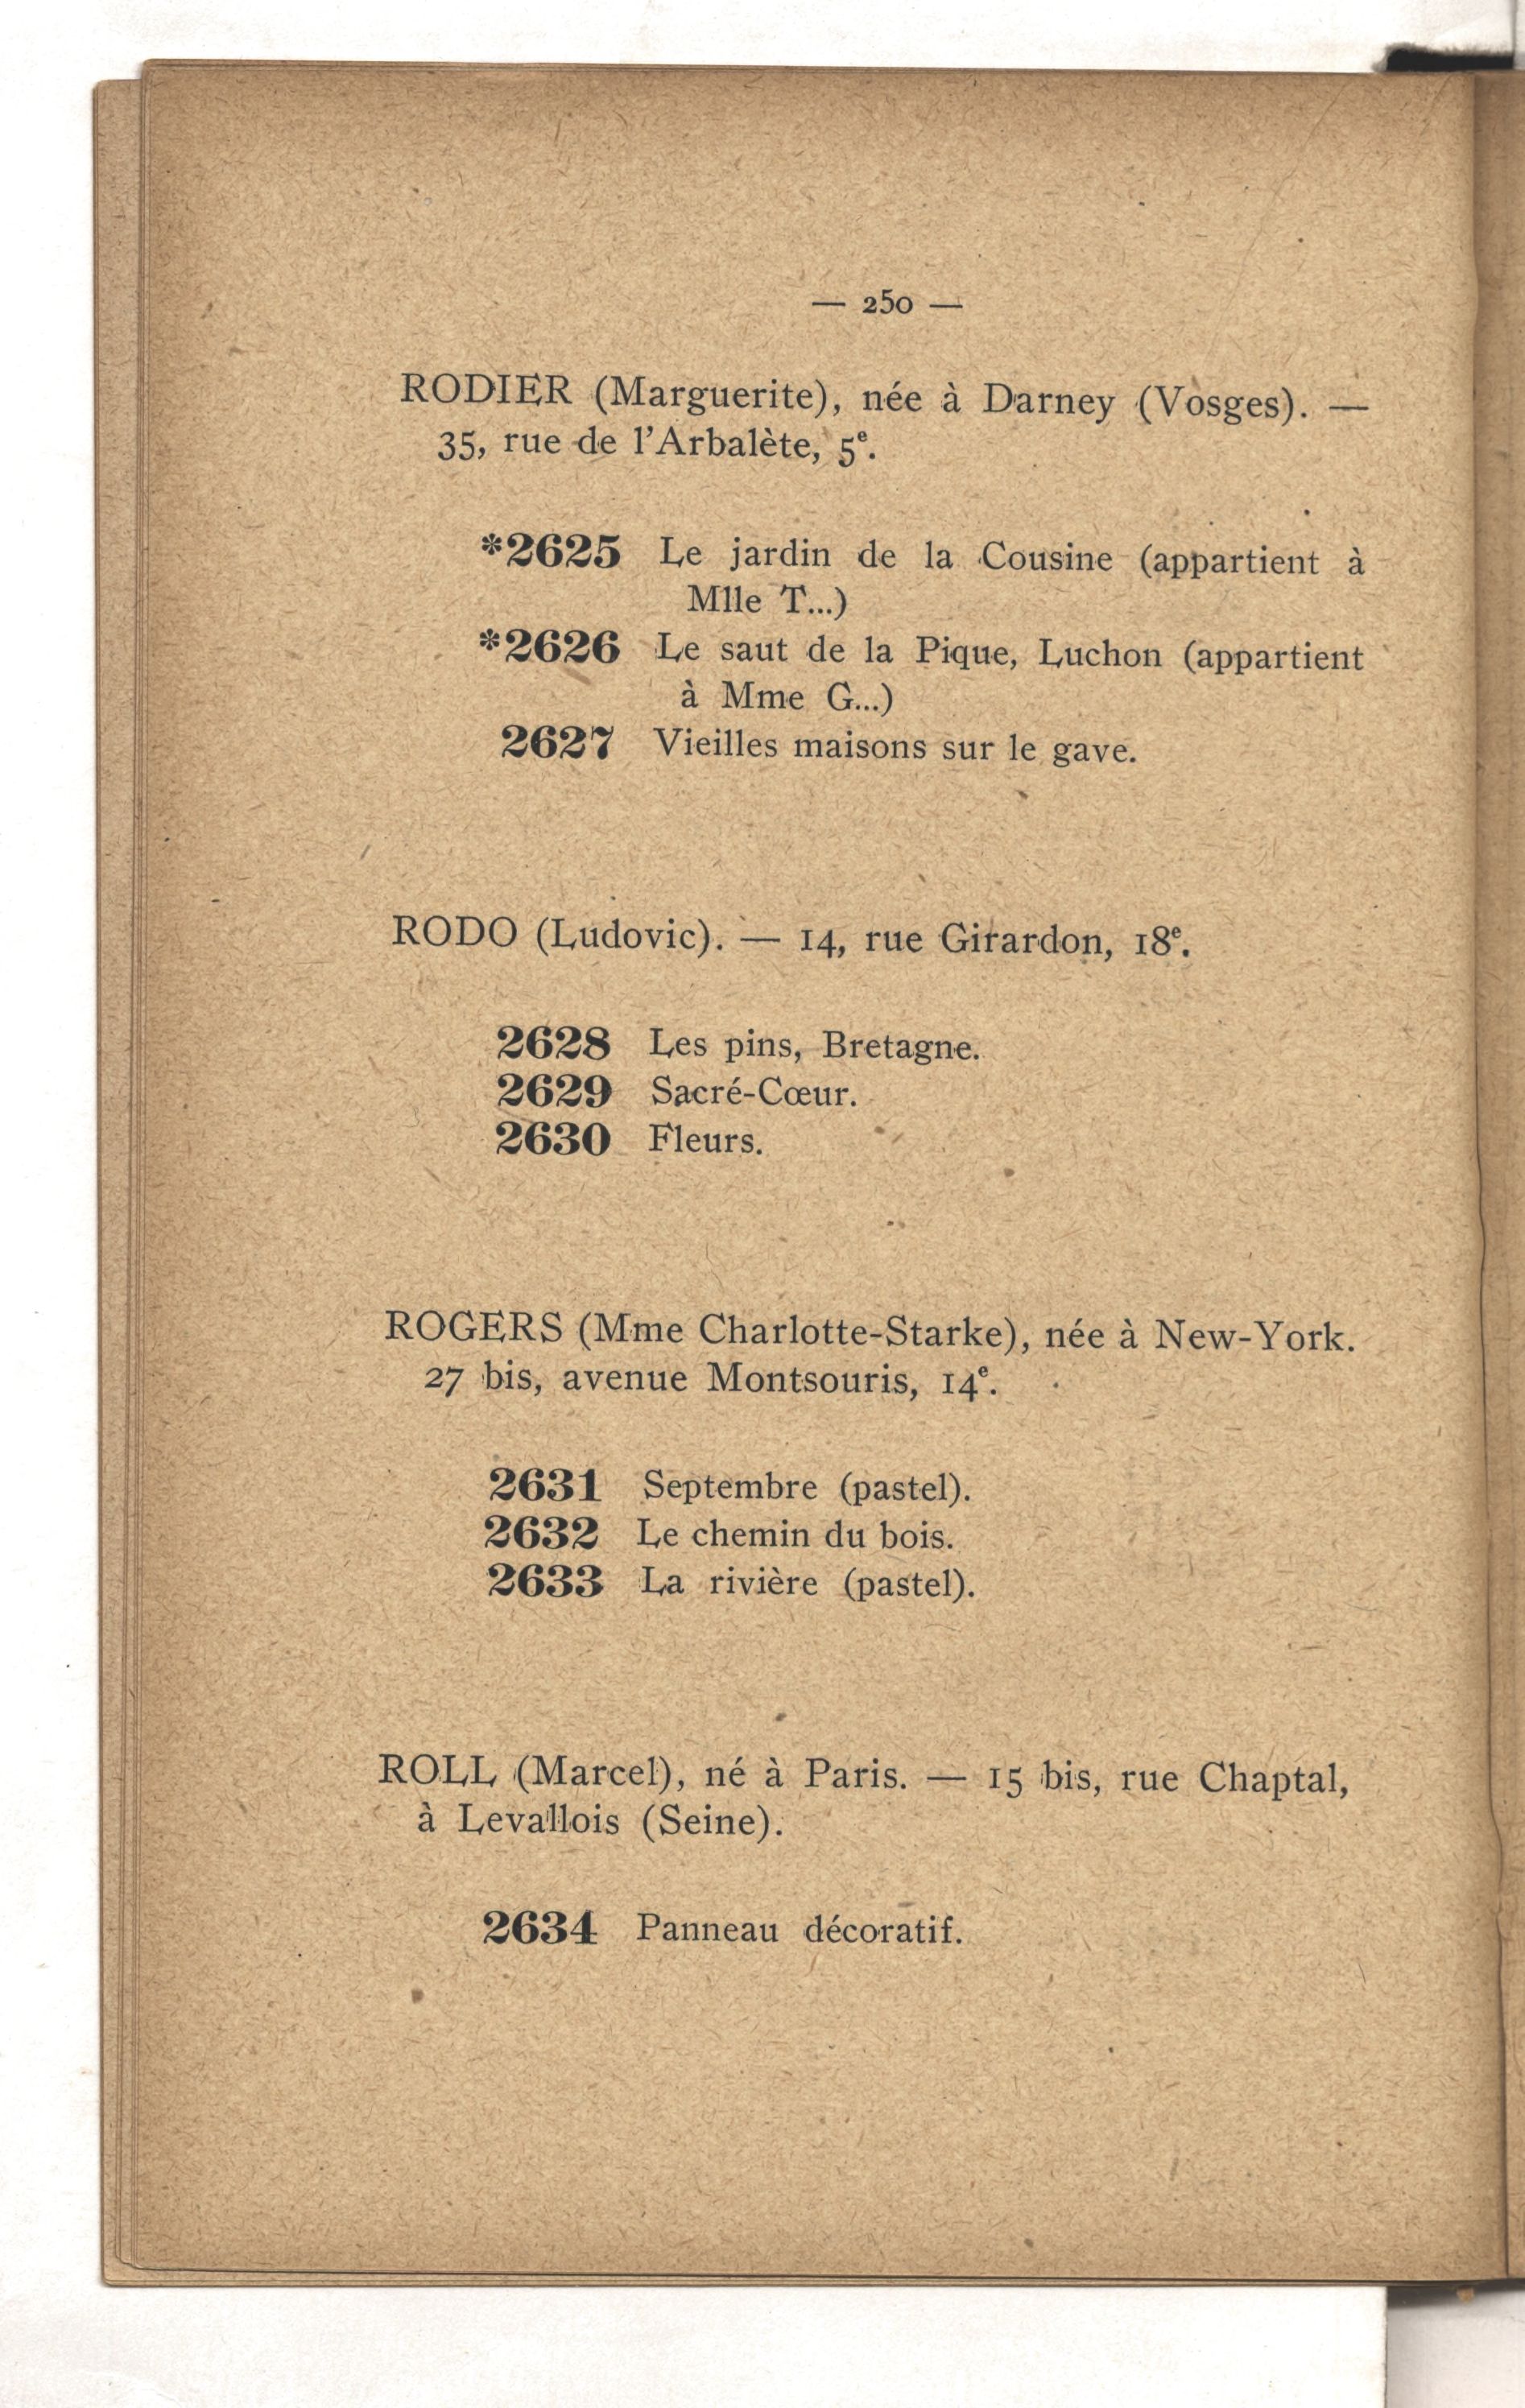 — 250 —
RODIER (Marguerite), née à Darney (Vosges). —
35, rue de l'Arbalète, 5e.
*2625 Le jardin de la Cousine (appartient à
Mlle T...)
*2626 Le saut de la Pique, Luchon (appartient
à Mme G...)
2627 Vieilles maisons sur le gave.
RODO (Ludovic). — 14, rue Girardon, 18e.
2628 Les pins, Bretagne.
2629 Sacré-Cœur.
2630 Fleurs.
ROGERS (Mme Charlotte-Starke), née à New-York.
27 bis, avenue Montsouris, 14e.
2631 Septembre (pastel).
2632 Le chemin du bois.
2633 La rivière (pastel).
ROLL (Marcel), né à Paris. — 15 bis, rue Chaptal,
à Levallois (Seine).
2634 Panneau décoratif.